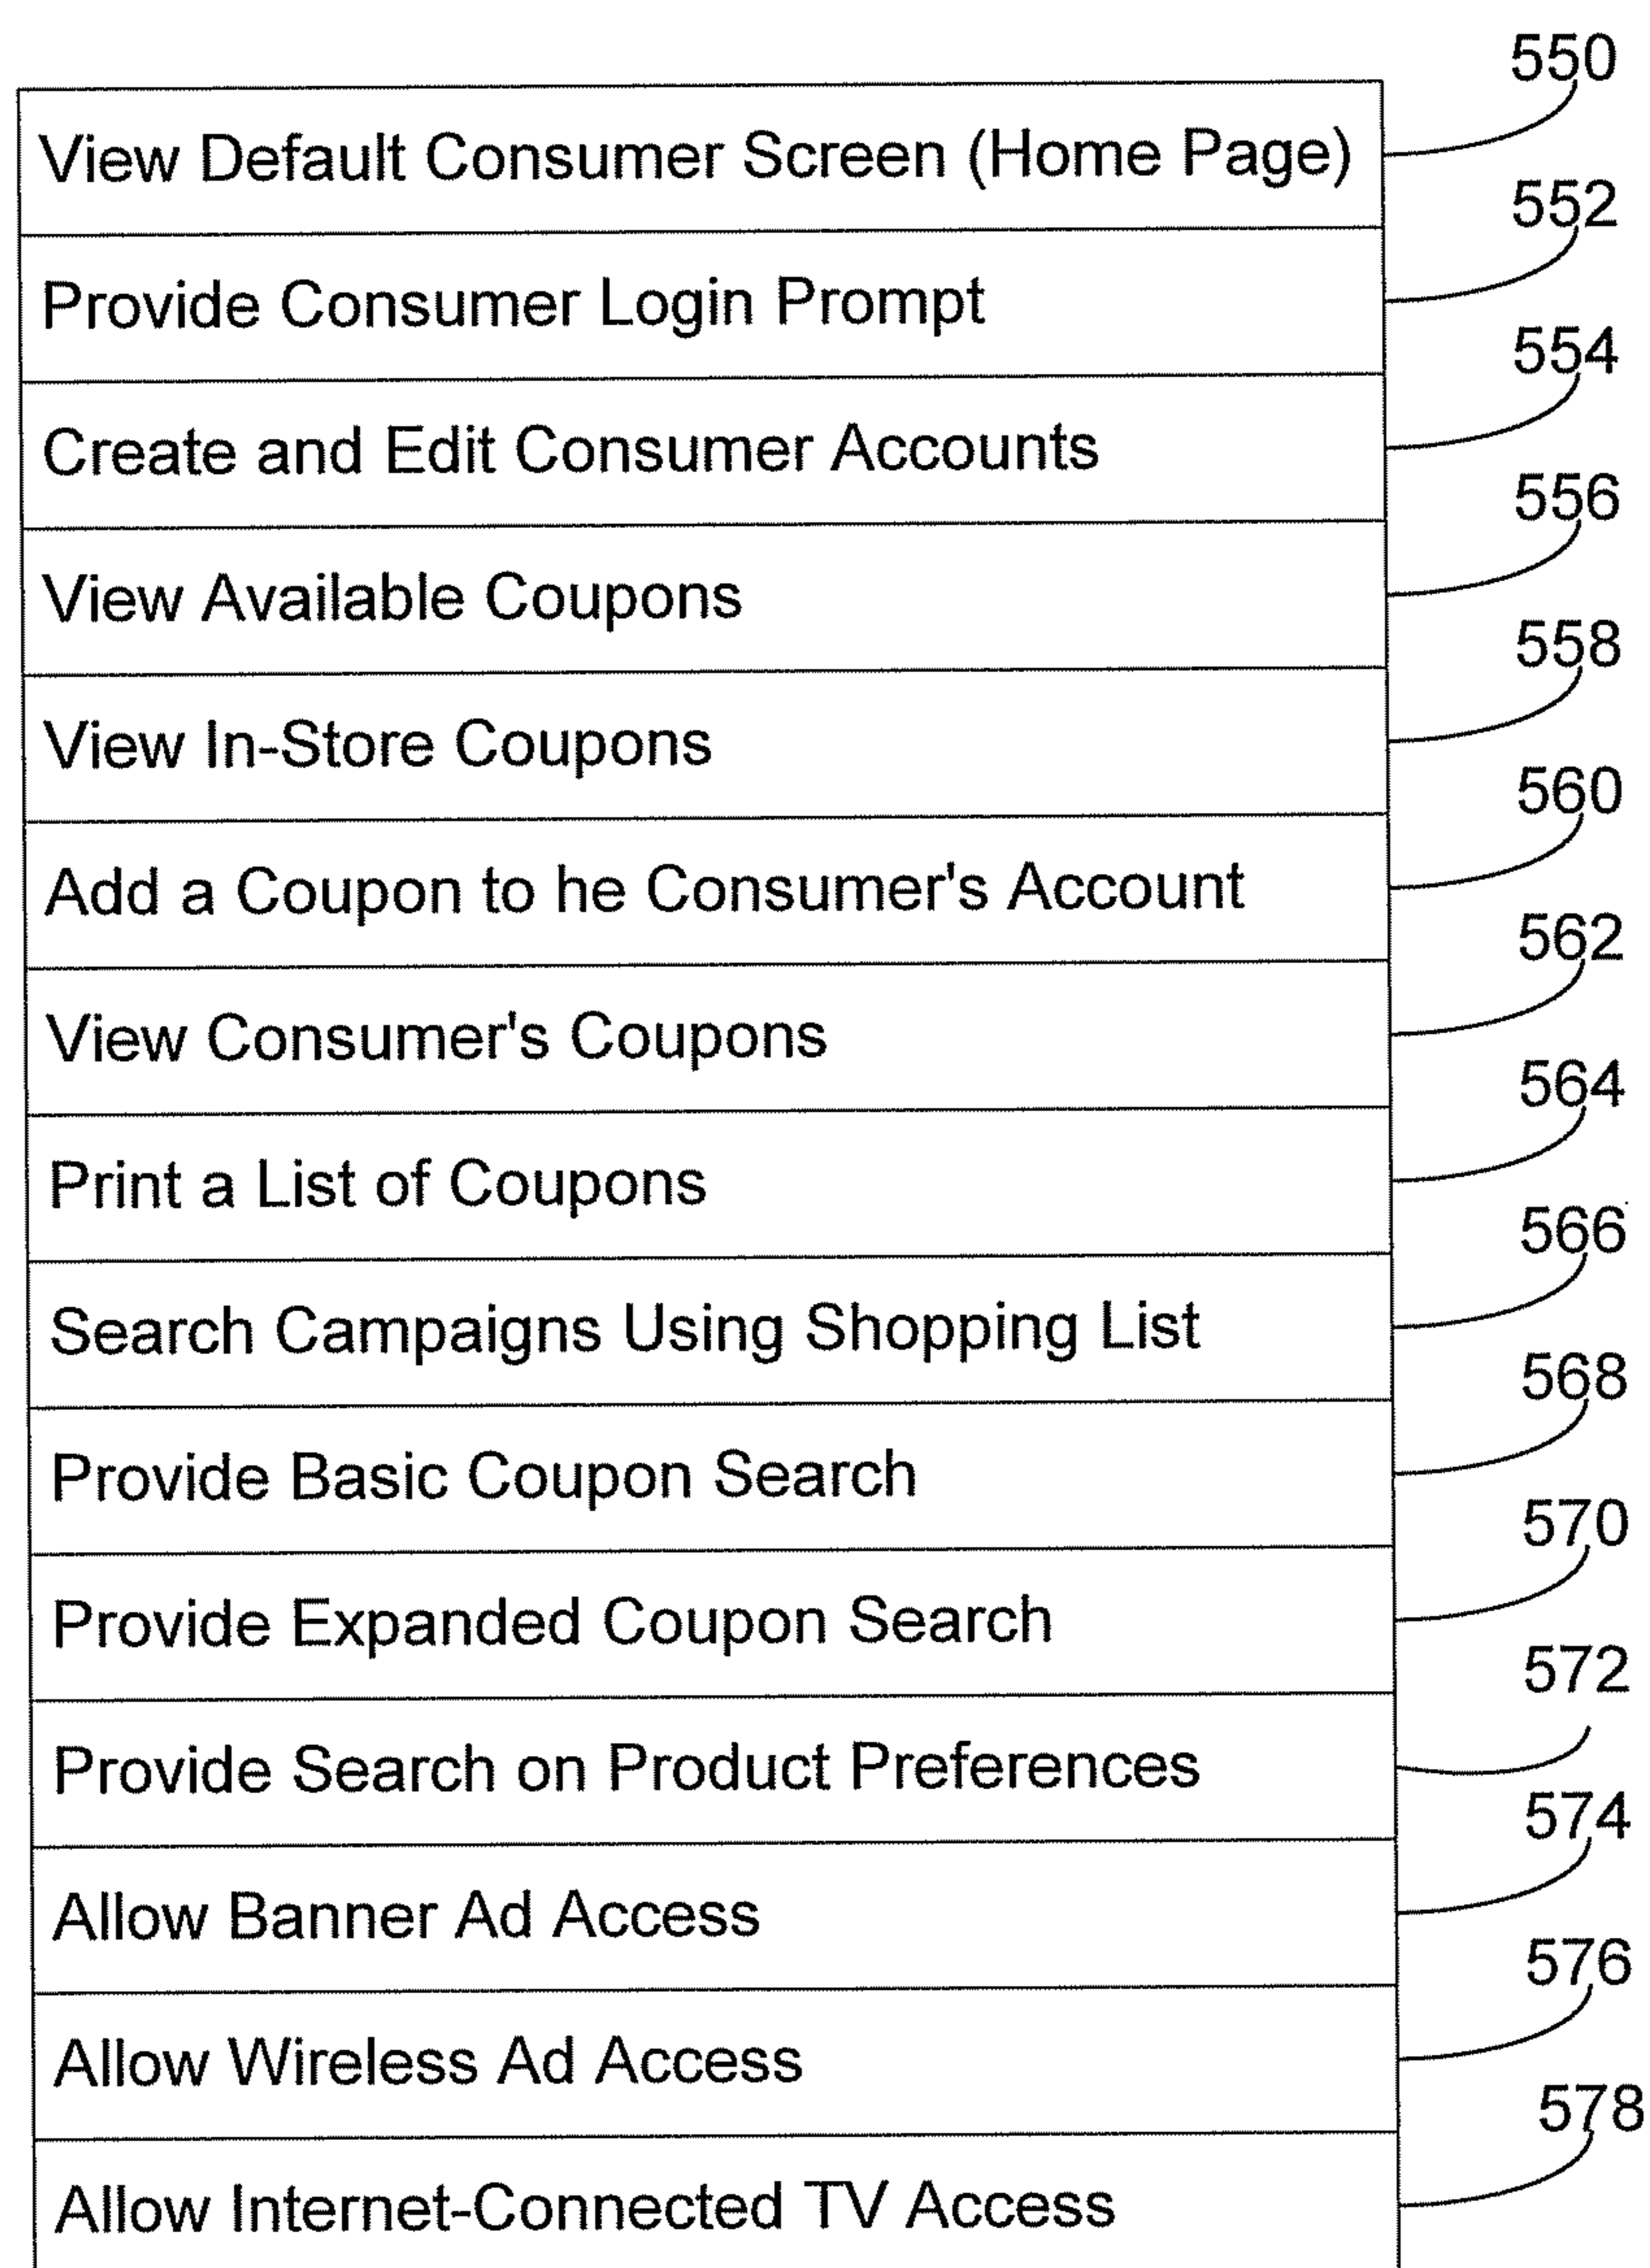 550
View Default Consumer Screen (Home Page)
552
Provide Consumer Login Prompt
554
Create and Edit Consumer Accounts
556
View Available Coupons
558
View In-Store Coupons
560
Add a Coupon to he Consumer's Account
562
View Consumer's Coupons
564
Print a List of Coupons
566
Search Campaigns Using Shopping List
568
Provide Basic Coupon Search
570
Provide Expanded Coupon Search
572
Provide Search on Product Preferences
574
Allow Banner Ad Access
576
Allow Wireless Ad Access
578
Allow Internet-Connected TV Access